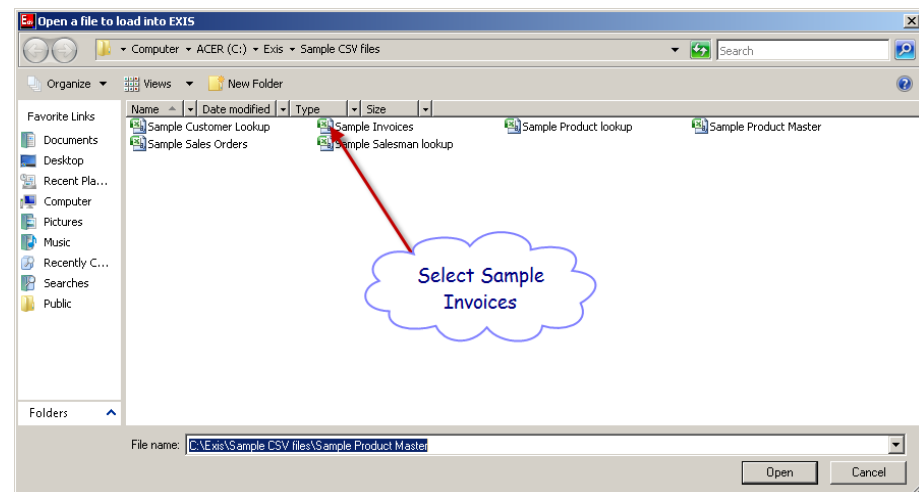 Open a file to load into EXIS
Computer ACER (C:) Exis Sample CSV files Search
Organize Views New Folder
Favorite Links
Documents
Desktop
Recent Pla...
Computer
Pictures
Music
Recently C...
Searches
Public
Folders
Name Date modified Type Size
Sample Customer Lookup Sample Invoices Sample Product lookup Sample Product Master
Sample Sales Orders Sample Salesman lookup
Select Sample
Invoices
File name: C:\Exis\Sample CSV files\Sample Product Master
Open Cancel